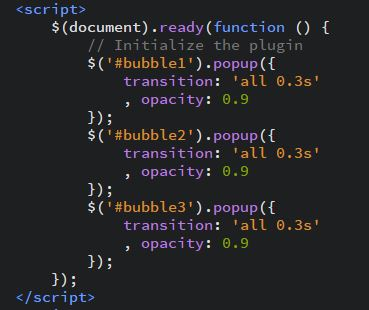 <script>
$(document).ready(function () {
// Initialize the plugin
$('#bubble1').popup({
transition: 'all 0.3s'
, opacity: 0.9
});
$('#bubble2').popup({
transition: 'all 0.3s'
, opacity: 0.9
});
$('#bubble3').popup({
transition: 'all 0.3s'
, opacity: 0.9
});
});
</script>